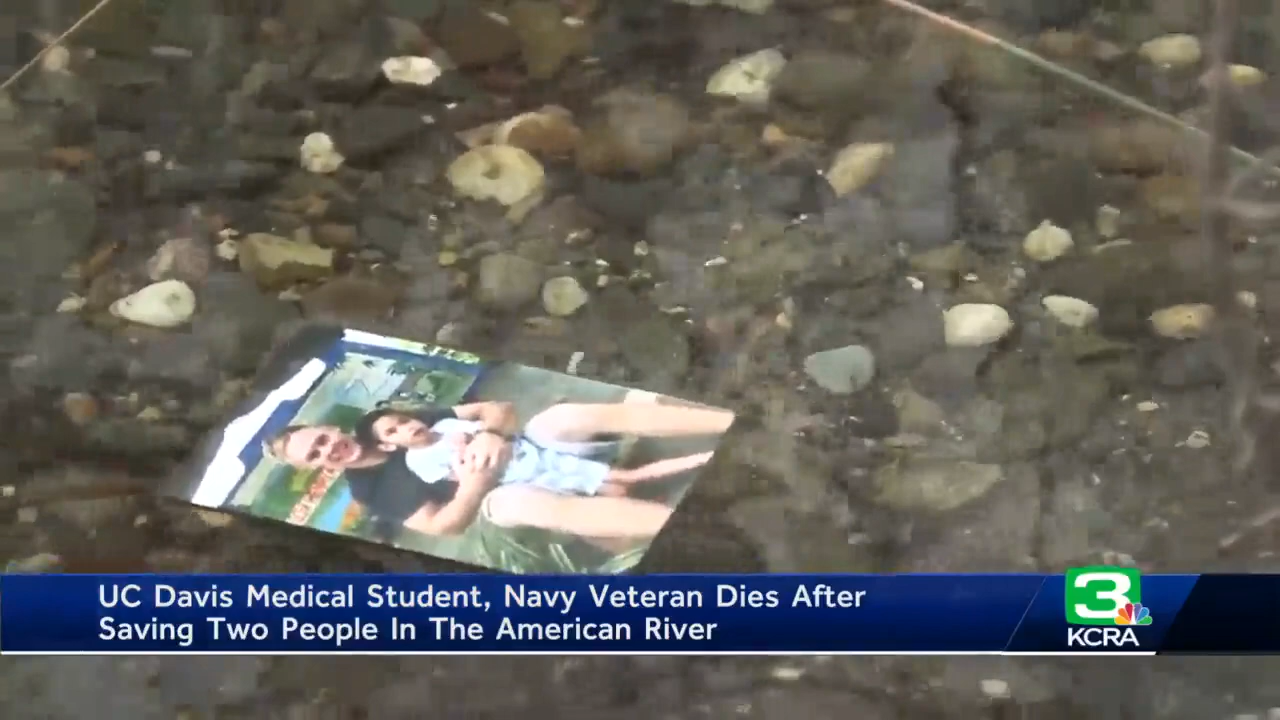 UC Davis Medical Student, Navy Veteran Dies After
Saving Two People In The American River
3
KCRA